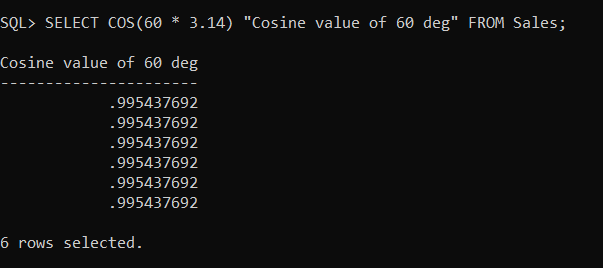 SQL> SELECT COS(60 * 3.14) "Cosine value of 60 deg" FROM Sales;
Cosine value of 60 deg
----------------------
.995437692
.995437692
.995437692
.995437692
.995437692
.995437692
6 rows selected.